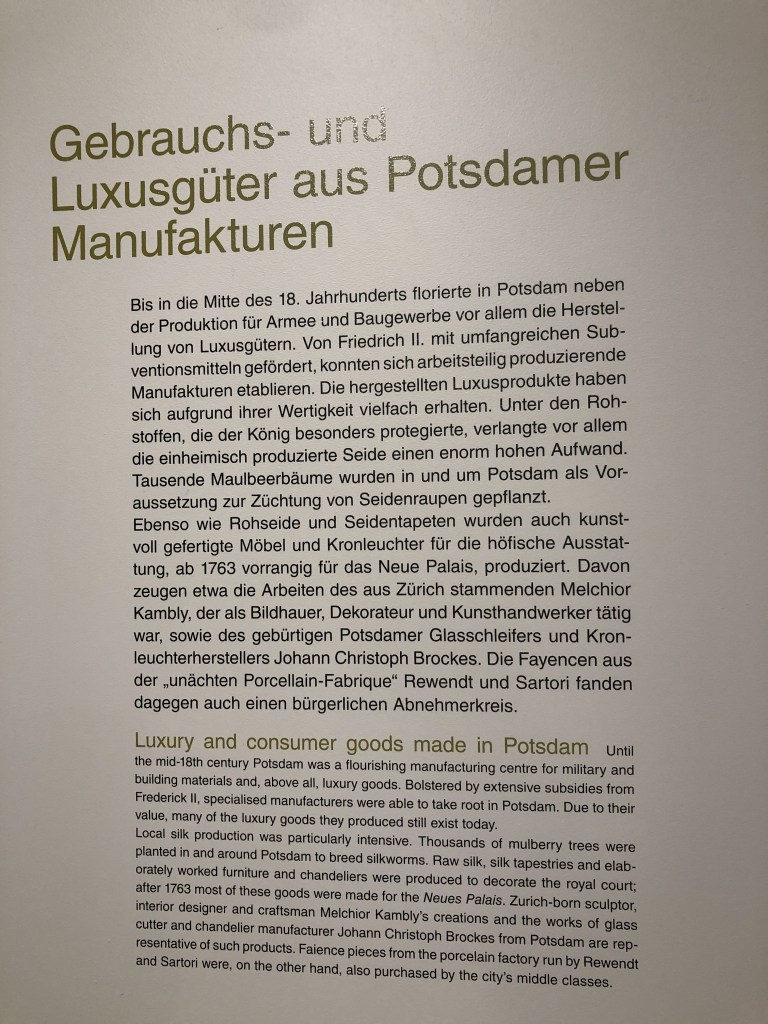 Gebrauchs- und
Luxusgüter aus Potsdamer
Manufakturen
Bis in die Mitte des 18. Jahrhunderts florierte in Potsdam neben
der Produktion für Armee und Baugewerbe vor allem die Herstel-
lung von Luxusgütern. Von Friedrich II. mit umfangreichen Sub-
ventionsmitteln gefördert, konnten sich arbeitsteilig produzierende
Manufakturen etablieren. Die hergestellten Luxusprodukte haben
sich aufgrund ihrer Wertigkeit vielfach erhalten. Unter den Roh-
stoffen, die der König besonders protegierte, verlangte vor allem
die einheimisch produzierte Seide einen enorm hohen Aufwand.
Tausende Maulbeerbäume wurden in und um Potsdam als Vor-
aussetzung zur Züchtung von Seidenraupen gepflanzt.
Ebenso wie Rohseide und Seidentapeten wurden auch kunst-
voll gefertigte Möbel und Kronleuchter für die höfische Ausstat-
tung, ab 1763 vorrangig für das Neue Palais, produziert. Davon
zeugen etwa die Arbeiten des aus Zürich stammenden Melchior
Kambly, der als Bildhauer, Dekorateur und Kunsthandwerker tätig
war, sowie des gebürtigen Potsdamer Glasschleifers und Kron-
leuchterherstellers Johann Christoph Brockes. Die Fayencen aus
der „unächten Porcellain-Fabrique“ Rewendt und Sartori fanden
dagegen auch einen bürgerlichen Abnehmerkreis.
Luxury and consumer goods made in Potsdam Until
the mid-18th century Potsdam was a flourishing manufacturing centre for military and
building materials and, above all, luxury goods. Bolstered by extensive subsidies from
Frederick II, specialised manufacturers were able to take root in Potsdam. Due to their
value, many of the luxury goods they produced still exist today.
Local silk production was particularly intensive. Thousands of mulberry trees were
planted in and around Potsdam to breed silkworms. Raw silk, silk tapestries and elab-
orately worked furniture and chandeliers were produced to decorate the royal court;
after 1763 most of these goods were made for the Neues Palais. Zurich-born sculptor,
interior designer and craftsman Melchior Kambly's creations and the works of glass
cutter and chandelier manufacturer Johann Christoph Brockes from Potsdam are rep-
resentative of such products. Faience pieces from the porcelain factory run by Rewendt
and Sartori were, on the other hand, also purchased by the city's middle classes.